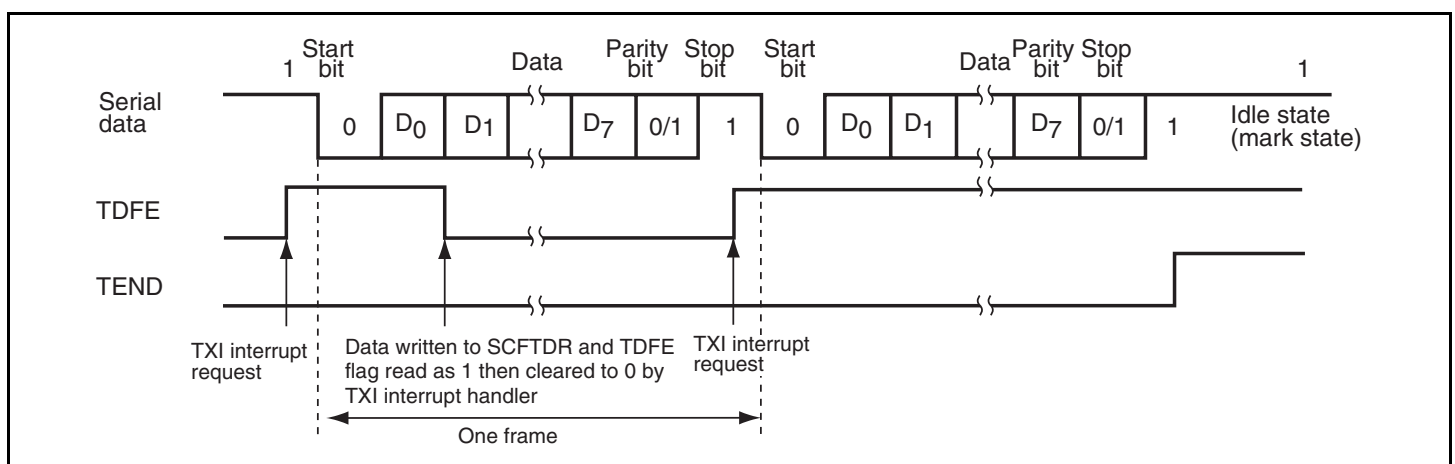 Start Parity Stop Start Parity Stop
1 bit Data bit bit bit Data bit bit 1
Serial data
0 D0 D1 D7 0/1 1 0 D0 D1 D7 0/1 1
Idle state
(mark state)
TDFE
TEND
TXI interrupt
request
Data written to SCFTDR and TDFE
flag read as 1 then cleared to 0 by
TXI interrupt handler
TXI interrupt
request
One frame